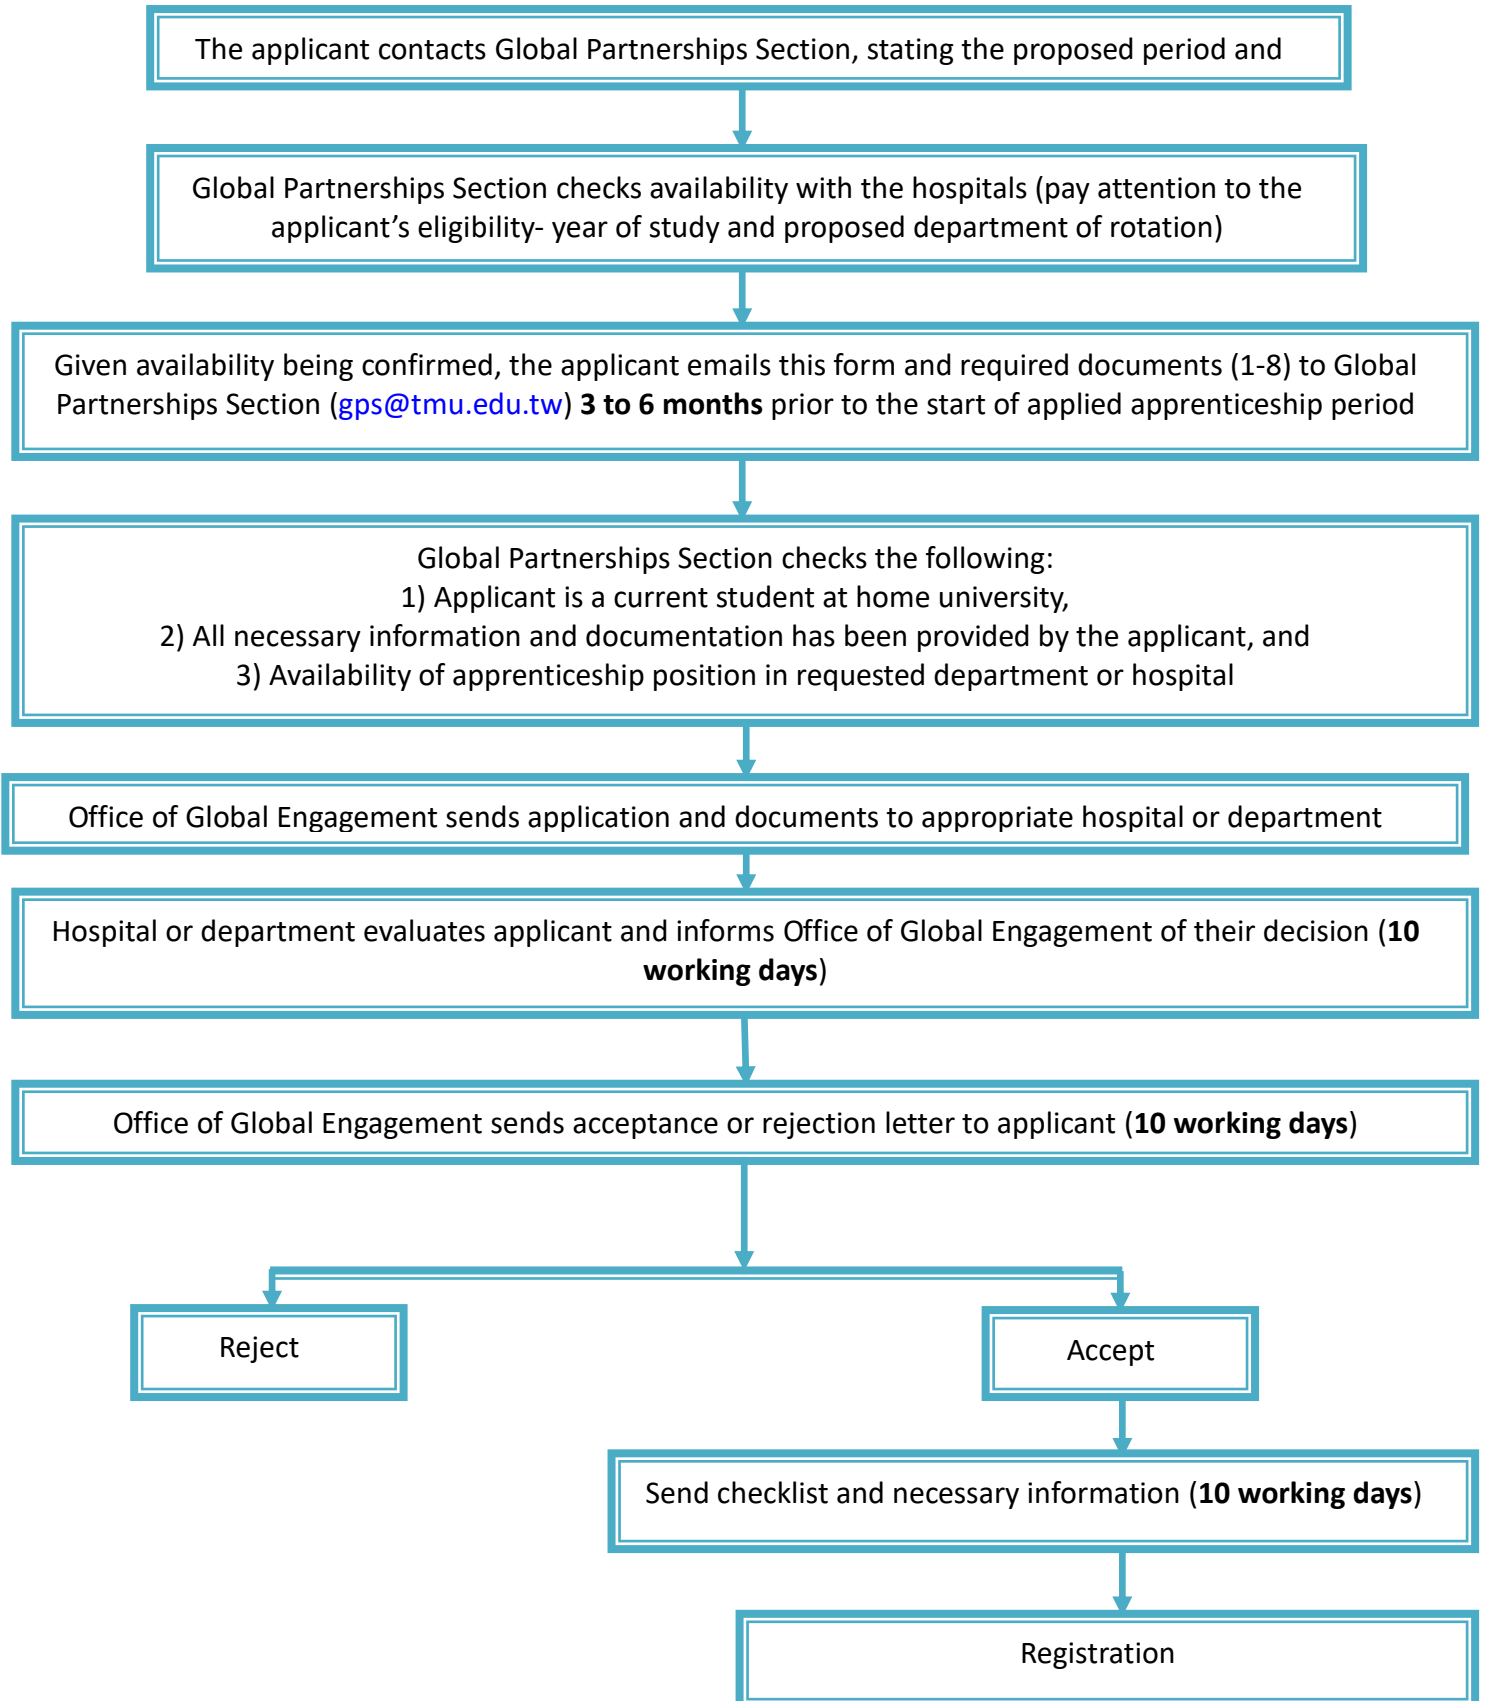 The applicant contacts Global Partnerships Section, stating the proposed period and
Global Partnerships Section checks availability with the hospitals (pay attention to the
applicant’s eligibility- year of study and proposed department of rotation)
Given availability being confirmed, the applicant emails this form and required documents (1-8) to Global
Partnerships Section (gps@tmu.edu.tw) 3 to 6 months prior to the start of applied apprenticeship period
Global Partnerships Section checks the following:
1) Applicant is a current student at home university,
2) All necessary information and documentation has been provided by the applicant, and
3) Availability of apprenticeship position in requested department or hospital
Office of Global Engagement sends application and documents to appropriate hospital or department
Hospital or department evaluates applicant and informs Office of Global Engagement of their decision (10
working days)
Office of Global Engagement sends acceptance or rejection letter to applicant (10 working days)
Reject
Accept
Send checklist and necessary information (10 working days)
Registration